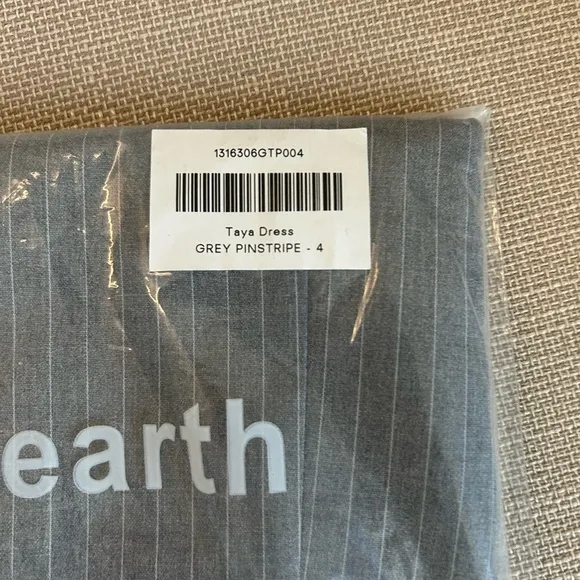 1316306GTP004
Taya Dress
GREY PINSTRIPE - 4
earth